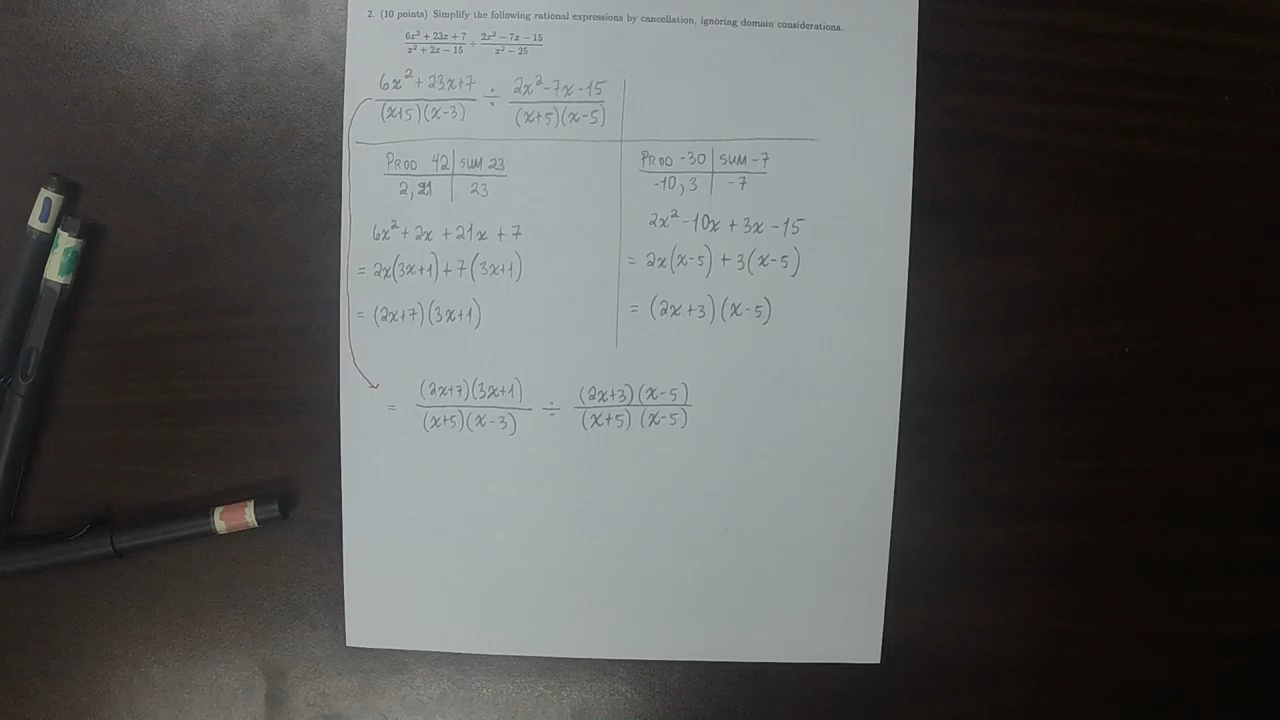 2. (10 points) Simplify the following rational expressions by cancellation, ignoring domain considerations.
6x² + 23x + 7 / x² + 2x − 15 ÷ 2x² − 7x − 15 / x² − 25
6x² + 23x + 7 / (x+5)(x−3) ÷ 2x² − 7x − 15 / (x+5)(x−5)
PROD 42 | SUM 23
2, 21 | 23
6x² + 2x + 21x + 7
= 2x(3x+1) + 7(3x+1)
= (2x+7)(3x+1)
PROD −30 | SUM −7
−10, 3 | −7
2x² − 10x + 3x − 15
= 2x(x−5) + 3(x−5)
= (2x+3)(x−5)
= (2x+7)(3x+1) / (x+5)(x−3) ÷ (2x+3)(x−5) / (x+5)(x−5)